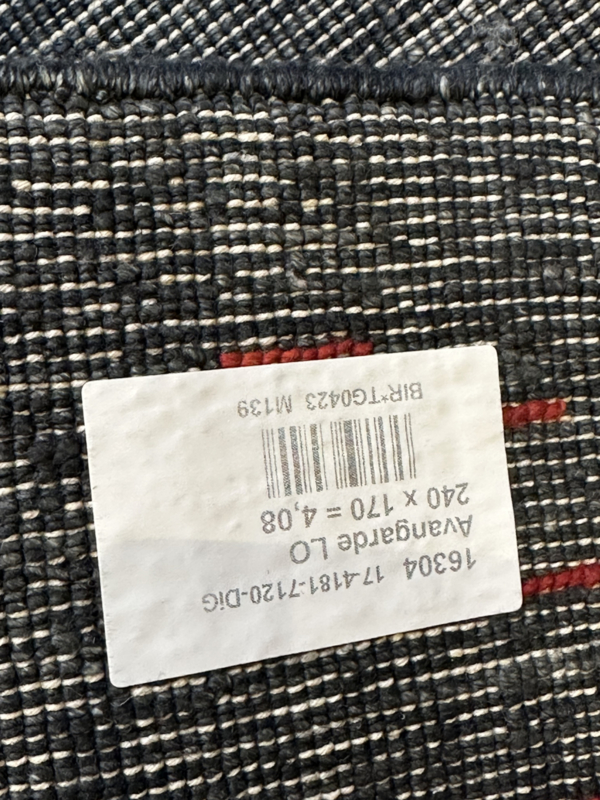 16304 17-4181-7120-DiG
Avangarde LO
240 x 170 = 4,08
BIR*TG0423 M139